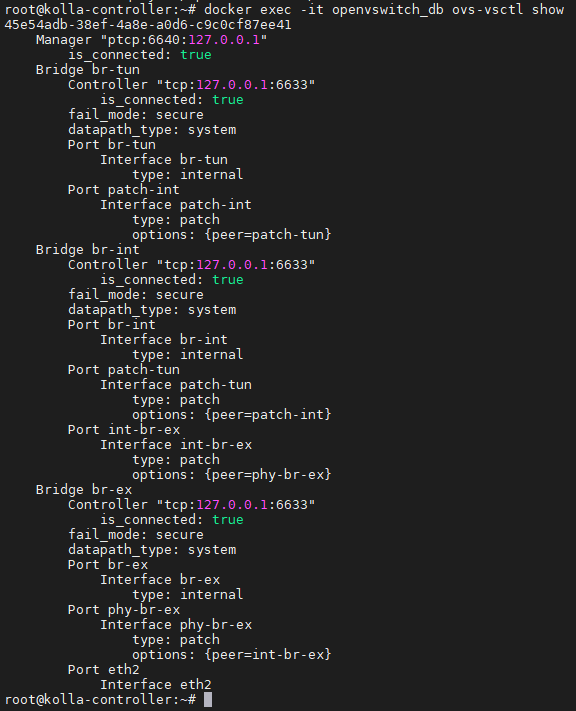 root@kolla-controller:~# docker exec -it openvswitch_db ovs-vsctl show
45e54adb-38ef-4a8e-a0d6-c9c0cf87ee41
    Manager "ptcp:6640:127.0.0.1"
        is_connected: true
    Bridge br-tun
        Controller "tcp:127.0.0.1:6633"
            is_connected: true
        fail_mode: secure
        datapath_type: system
        Port br-tun
            Interface br-tun
                type: internal
        Port patch-int
            Interface patch-int
                type: patch
                options: {peer=patch-tun}
    Bridge br-int
        Controller "tcp:127.0.0.1:6633"
            is_connected: true
        fail_mode: secure
        datapath_type: system
        Port br-int
            Interface br-int
                type: internal
        Port patch-tun
            Interface patch-tun
                type: patch
                options: {peer=patch-int}
        Port int-br-ex
            Interface int-br-ex
                type: patch
                options: {peer=phy-br-ex}
    Bridge br-ex
        Controller "tcp:127.0.0.1:6633"
            is_connected: true
        fail_mode: secure
        datapath_type: system
        Port br-ex
            Interface br-ex
                type: internal
        Port phy-br-ex
            Interface phy-br-ex
                type: patch
                options: {peer=int-br-ex}
        Port eth2
            Interface eth2
root@kolla-controller:~#